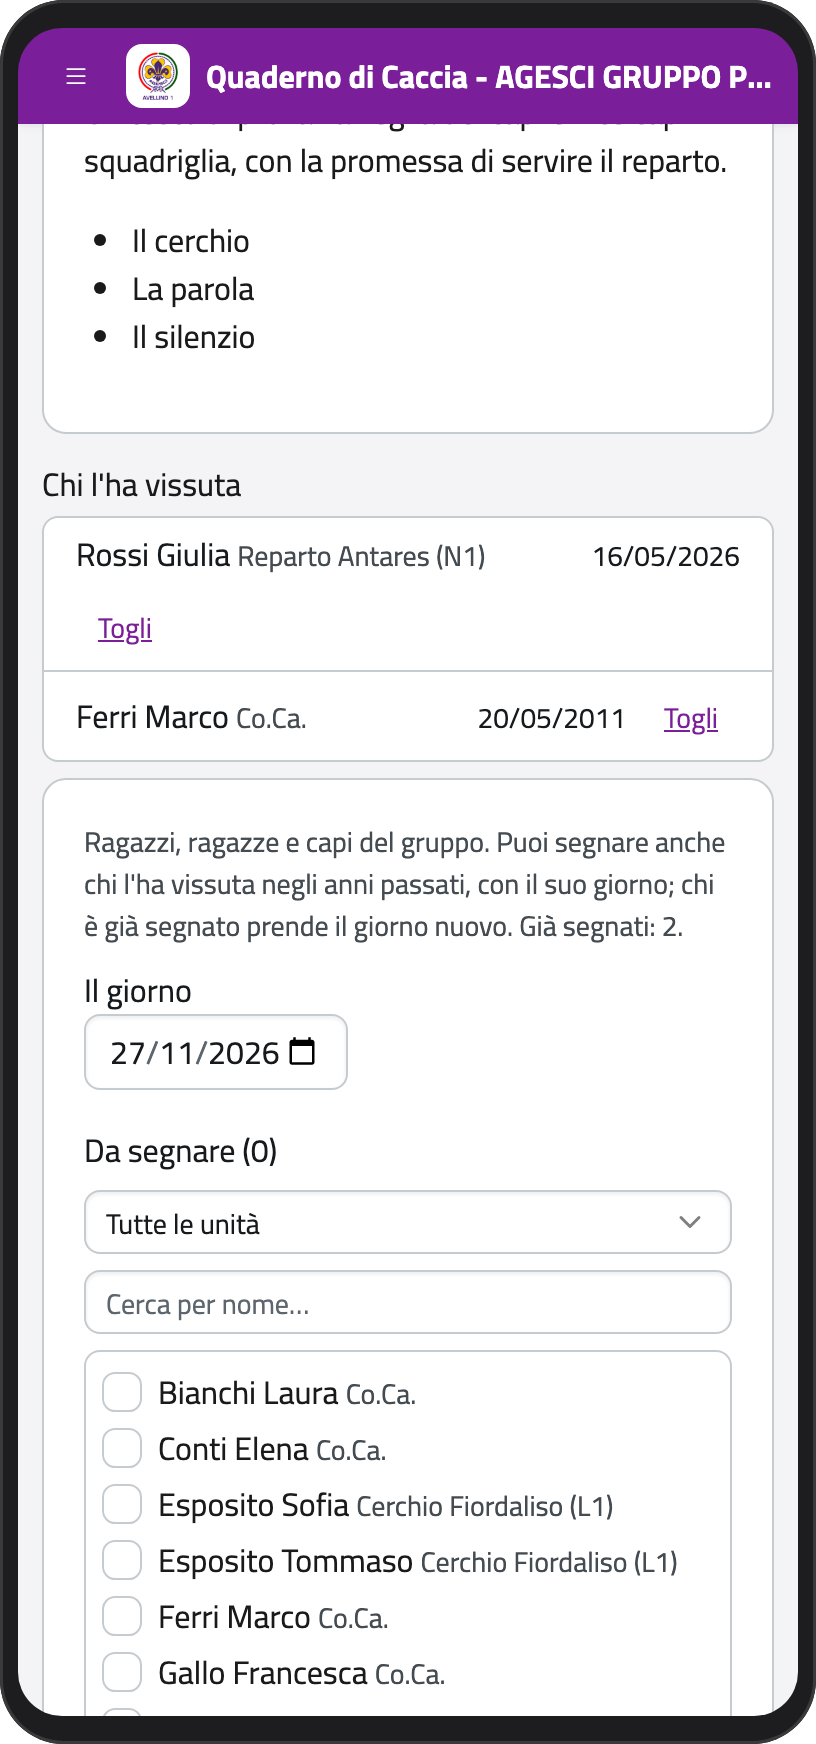 Quaderno di Caccia - AGESCI GRUPPO P...
AVELLINO 1
squadriglia, con la promessa di servire il reparto.
• Il cerchio
• La parola
• Il silenzio
Chi l'ha vissuta
Rossi Giulia Reparto Antares (N1) 16/05/2026
Togli
Ferri Marco Co.Ca. 20/05/2011 Togli
Ragazzi, ragazze e capi del gruppo. Puoi segnare anche
chi l'ha vissuta negli anni passati, con il suo giorno; chi
è già segnato prende il giorno nuovo. Già segnati: 2.
Il giorno
27/11/2026
Da segnare (0)
Tutte le unità
Cerca per nome...
Bianchi Laura Co.Ca.
Conti Elena Co.Ca.
Esposito Sofia Cerchio Fiordaliso (L1)
Esposito Tommaso Cerchio Fiordaliso (L1)
Ferri Marco Co.Ca.
Gallo Francesca Co.Ca.